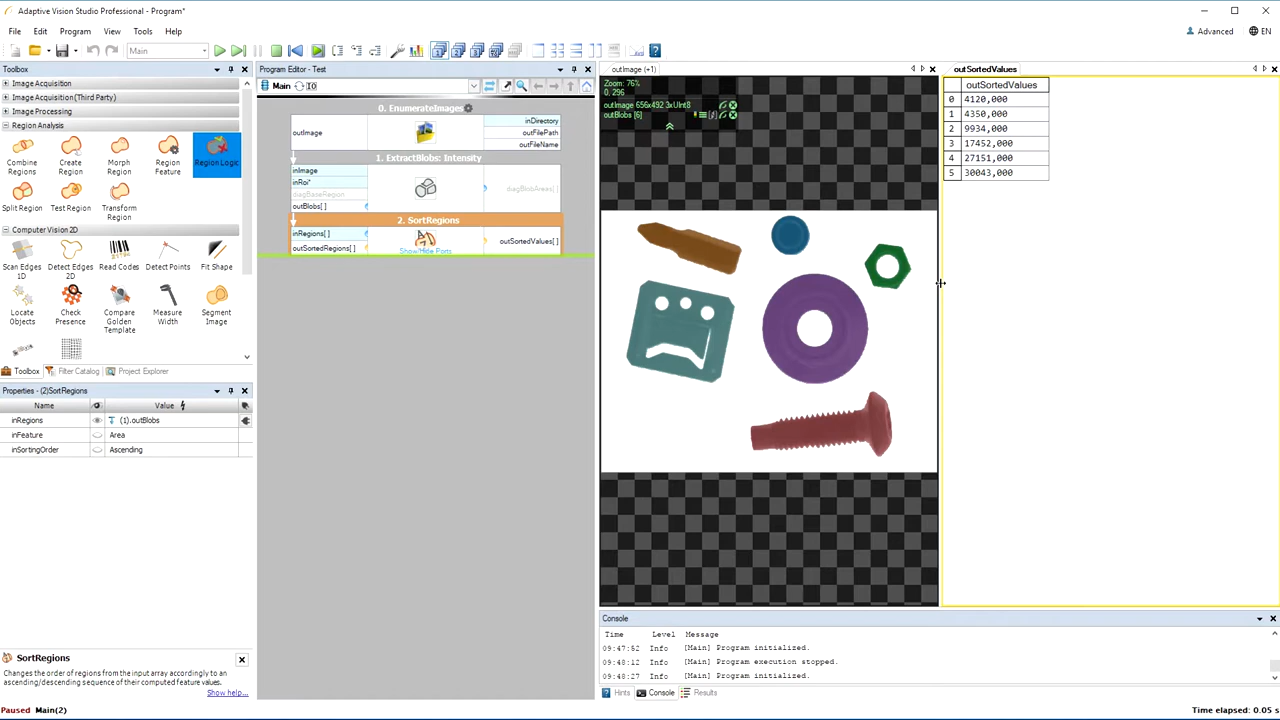 Adaptive Vision Studio Professional - Program*
File Edit Program View Tools Help Advanced EN
Main
Toolbox
Image Acquisition
Image Acquisition (Third Party)
Image Processing
Region Analysis
Combine Regions
Create Region
Morph Region
Region Feature
Region Logic
Split Region
Test Region
Transform Region
Computer Vision 2D
Scan Edges 1D
Detect Edges 2D
Read Codes
Detect Points
Fit Shape
Locate Objects
Check Presence
Compare Golden Template
Measure Width
Segment Image
Toolbox Filter Catalog Project Explorer
Properties - (2)SortRegions
Name Value
inRegions (1).outBlobs
inFeature Area
inSortingOrder Ascending
SortRegions
Changes the order of regions from the input array accordingly to an
ascending/descending sequence of their computed feature values.
Show help...
Program Editor - Test
Main IO
0. EnumerateImages
outImage
inDirectory
outFilePath
outFileName
1. ExtractBlobs: Intensity
inImage
inRoi*
diagBaseRegion
outBlobs[]
diagBlobAreas[]
2. SortRegions
inRegions[]
outSortedRegions[]
outSortedValues[]
Show/Hide Ports
outImage (+1)
Zoom: 76%
0, 296
outImage 656x492 3xUInt8
outBlobs [6]
outSortedValues
outSortedValues
0 4120,000
1 4350,000
2 9934,000
3 17452,000
4 27151,000
5 30043,000
Console
Time Level Message
09:47:52 Info [Main] Program initialized.
09:48:12 Info [Main] Program execution stopped.
09:48:27 Info [Main] Program initialized.
Hints Console Results
Paused Main(2) Time elapsed: 0.05 s